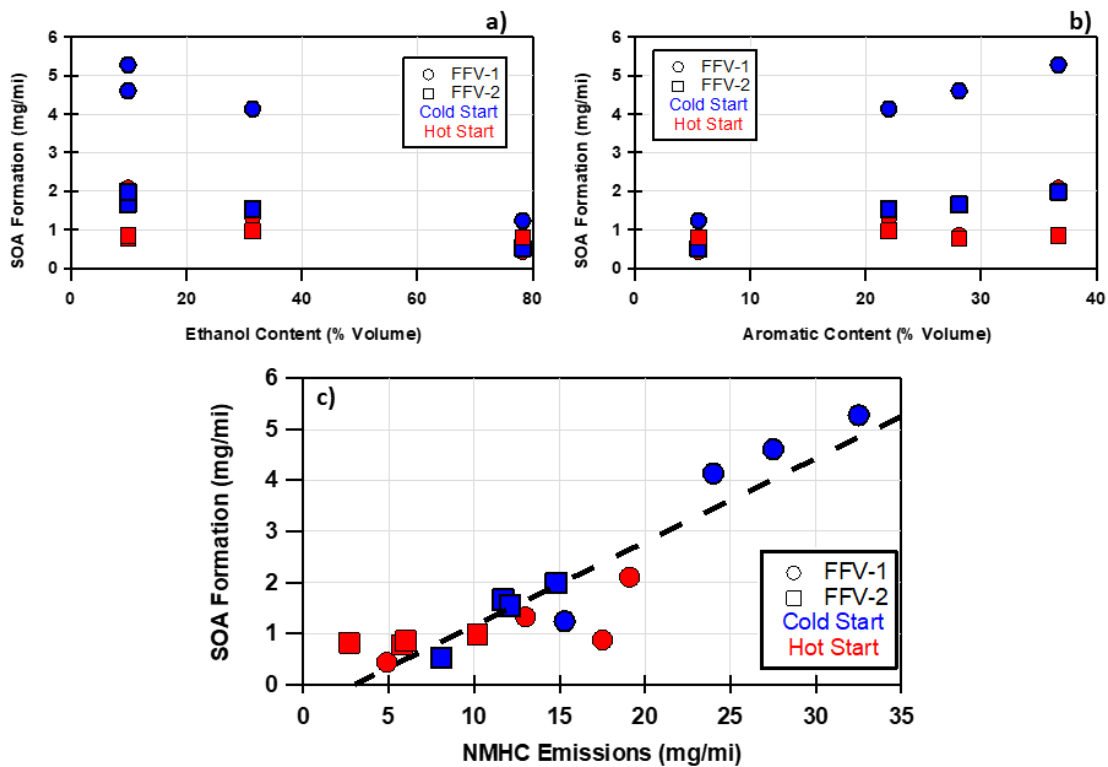 a)
6
5
4
3
2
1
0
SOA Formation (mg/mi)
FFV-1
FFV-2
Cold Start
Hot Start
0 20 40 60 80
Ethanol Content (% Volume)
b)
6
5
4
3
2
1
0
SOA Formation (mg/mi)
FFV-1
FFV-2
Cold Start
Hot Start
0 10 20 30 40
Aromatic Content (% Volume)
c)
6
5
4
3
2
1
0
SOA Formation (mg/mi)
FFV-1
FFV-2
Cold Start
Hot Start
0 5 10 15 20 25 30 35
NMHC Emissions (mg/mi)